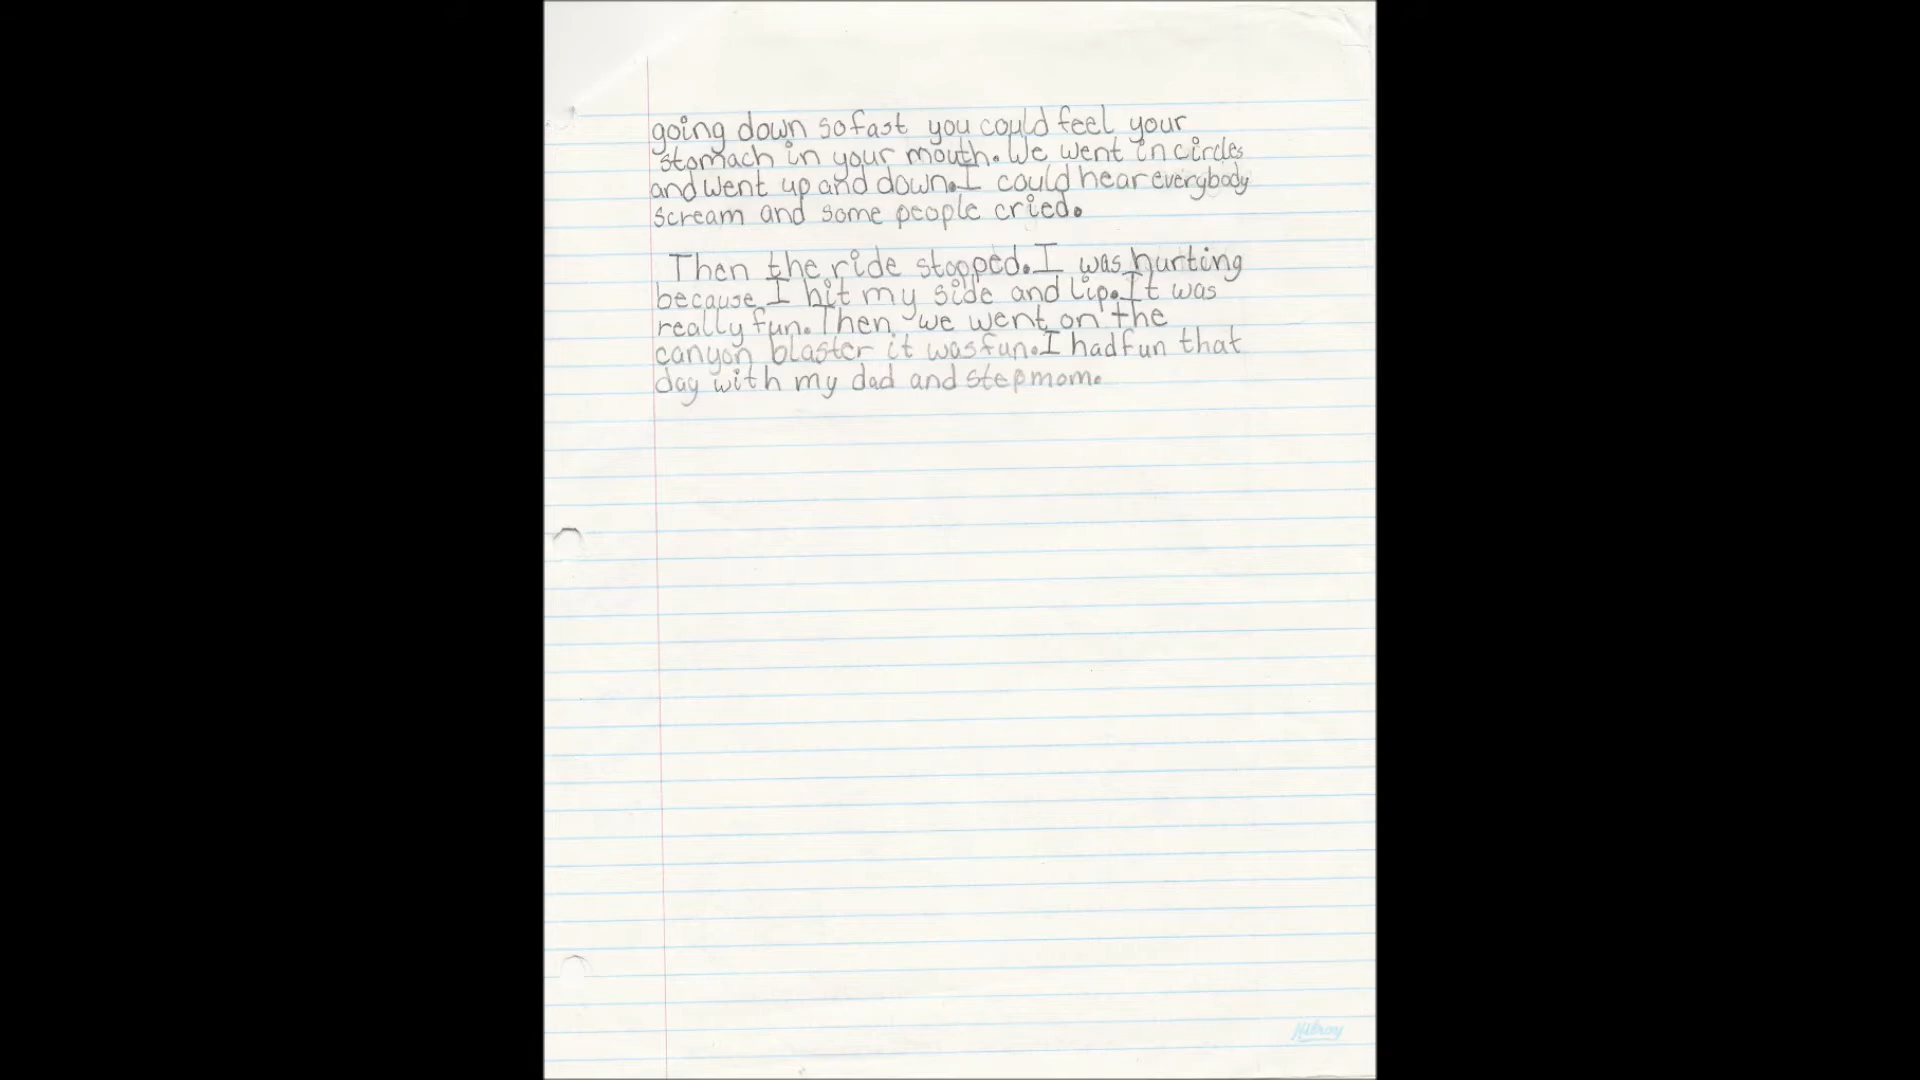 going down so fast you could feel your
stomach in your mouth. We went in circles
and went up and down. I could hear everybody
scream and some people cried.
Then the ride stopped. I was hurting
because I hit my side and lip. It was
really fun. Then we went on the
canyon blaster it was fun. I had fun that
day with my dad and stepmom.
Hilroy